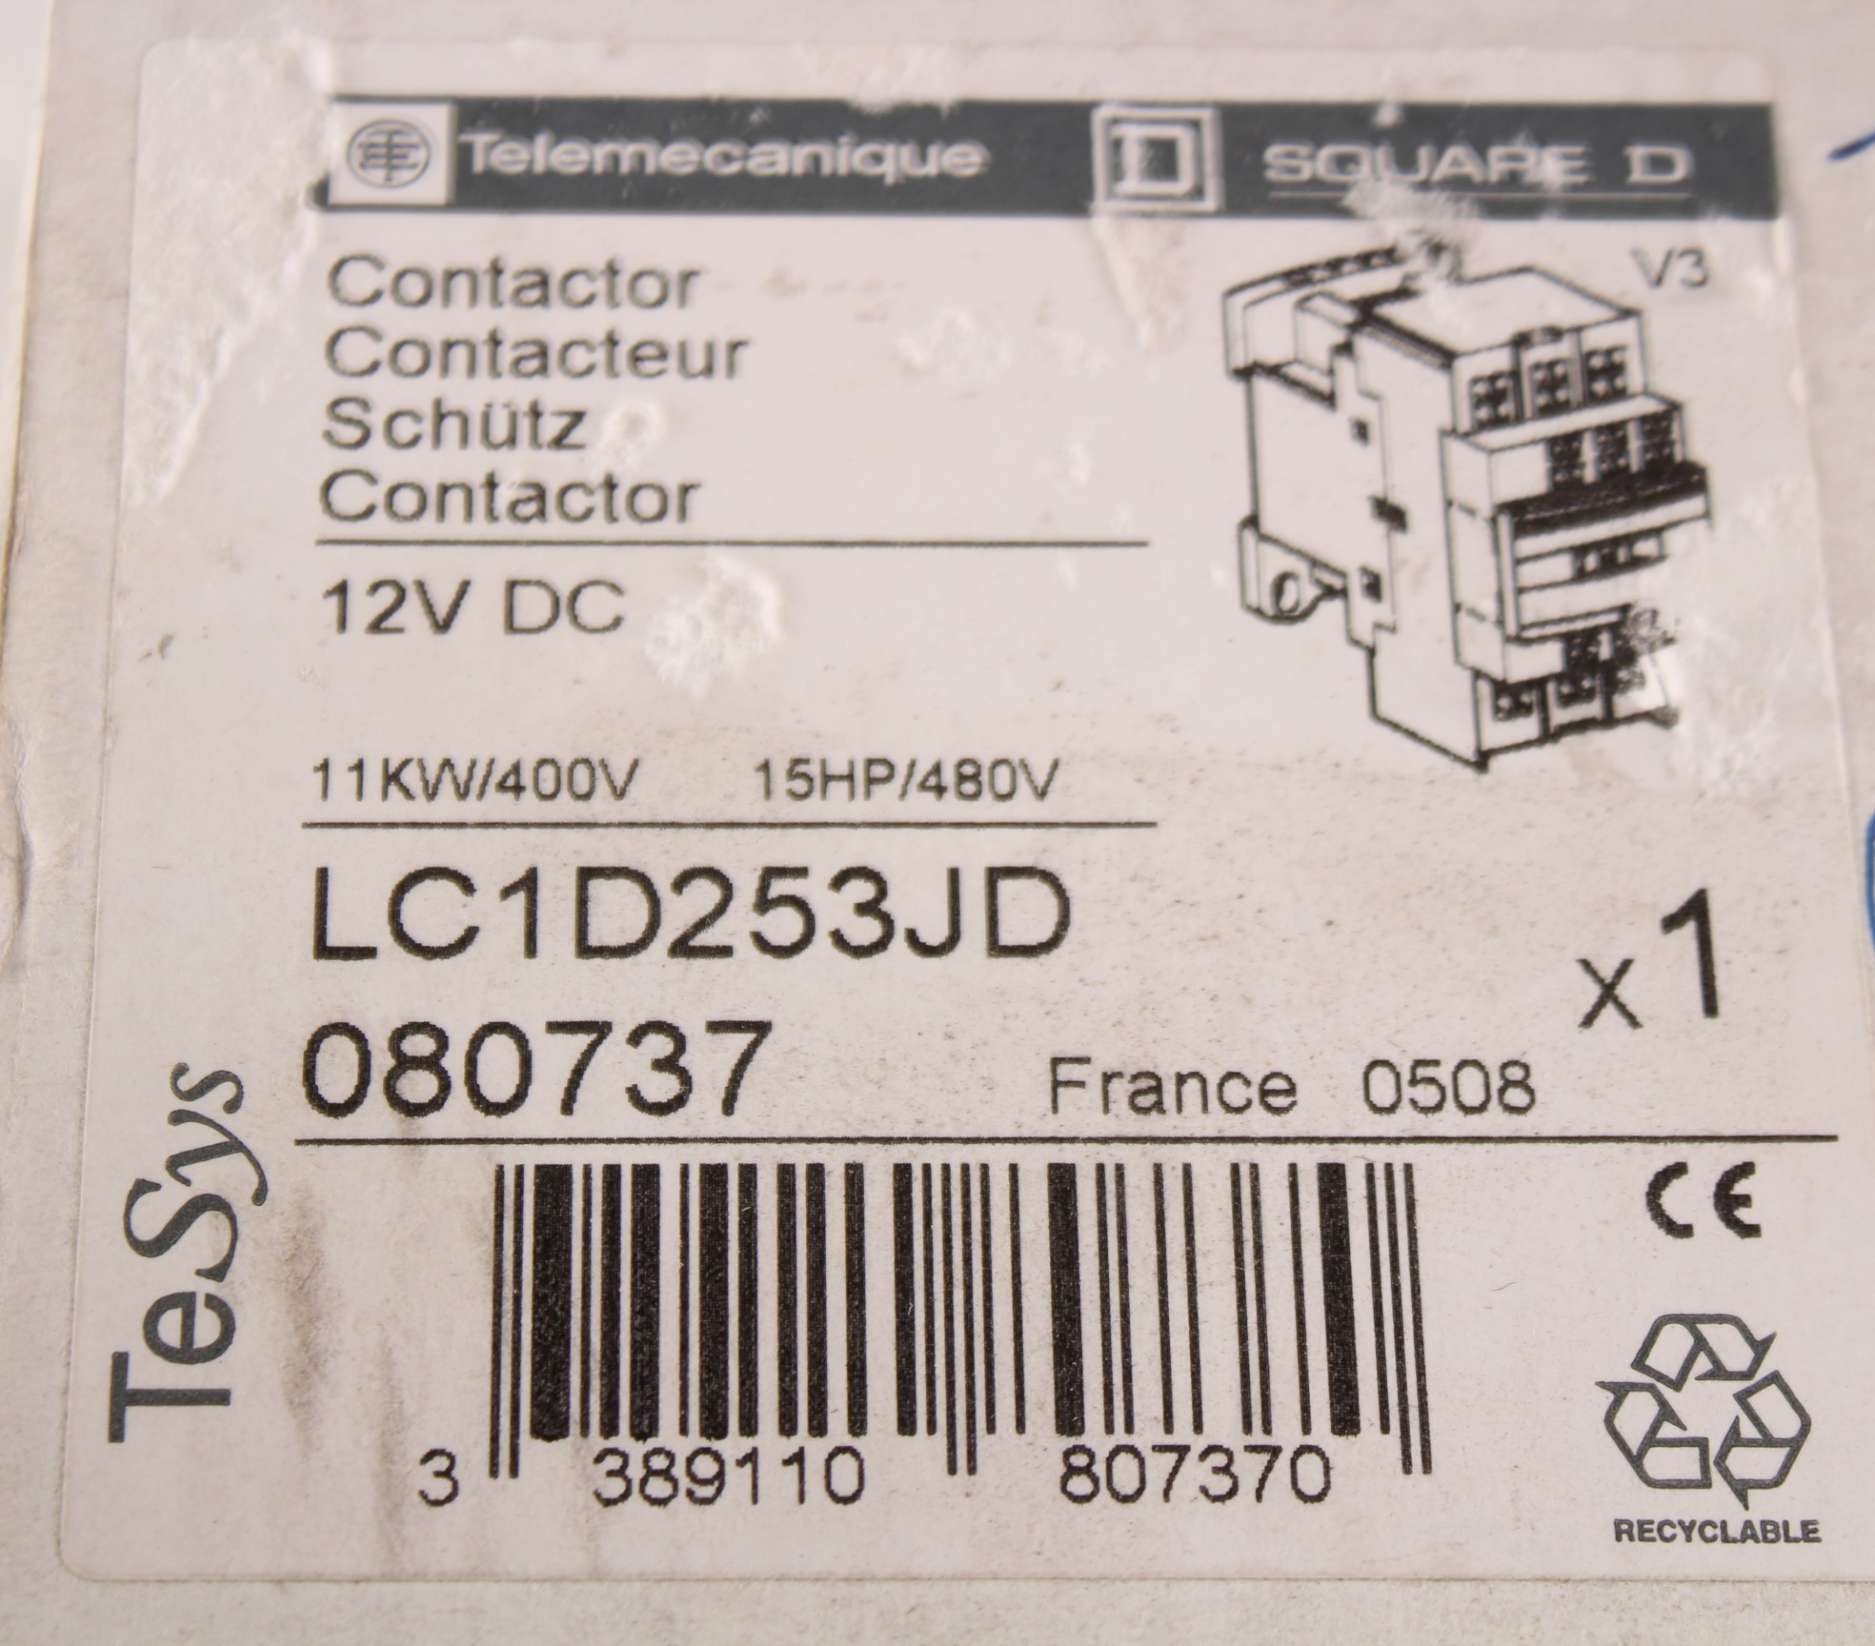 Telemecanique D SQUARE D
V3
Contactor
Contacteur
Schütz
Contactor
12V DC
11KW/400V 15HP/480V
LC1D253JD
x1
080737 France 0508
TeSys
CE
3 389110 807370
RECYCLABLE